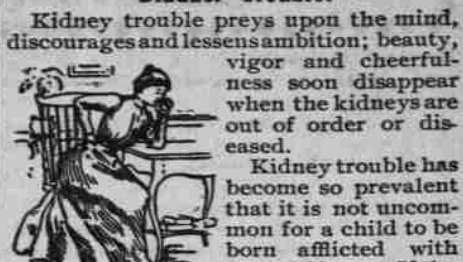 Kidney trouble preys upon the mind,
discourages and lessens ambition; beauty,
vigor and cheerful-
ness soon disappear
when the kidneys are
out of order or dis-
eased.
Kidney trouble has
become so prevalent
that it is not uncom-
mon for a child to be
born afflicted with